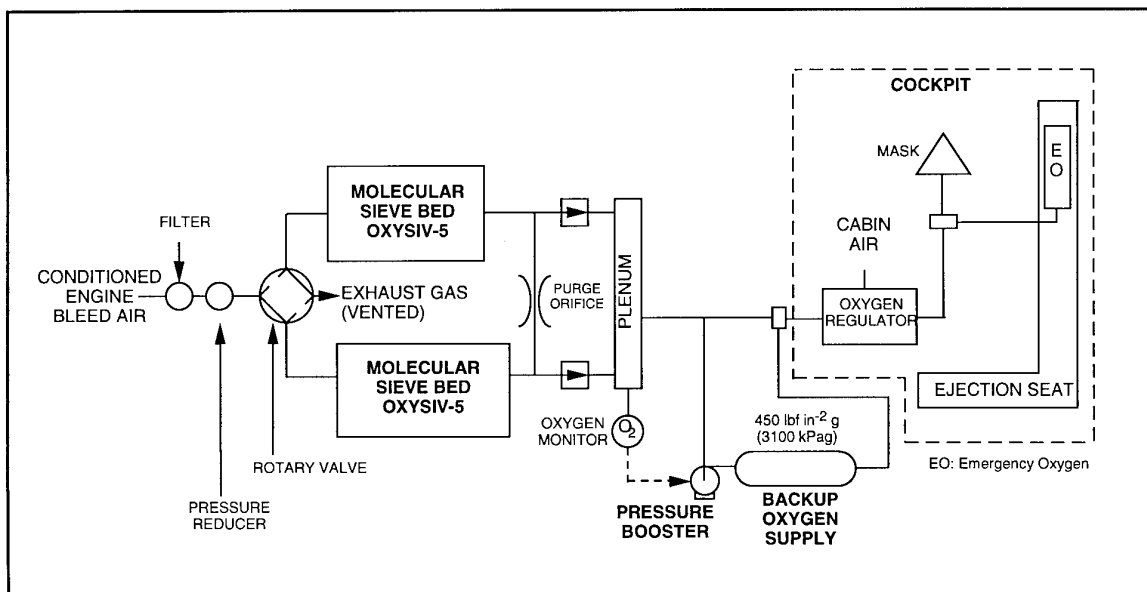 COCKPIT
MASK
E
O
FILTER
MOLECULAR
SIEVE BED
OXYSIV-5
CABIN
AIR
CONDITIONED
ENGINE
BLEED AIR
EXHAUST GAS
(VENTED)
PURGE
ORIFICE
PLENUM
OXYGEN
REGULATOR
MOLECULAR
SIEVE BED
OXYSIV-5
EJECTION SEAT
OXYGEN
MONITOR
O2
450 lbf in-2 g
(3100 kPag)
ROTARY VALVE
EO: Emergency Oxygen
PRESSURE
REDUCER
PRESSURE
BOOSTER
BACKUP
OXYGEN
SUPPLY